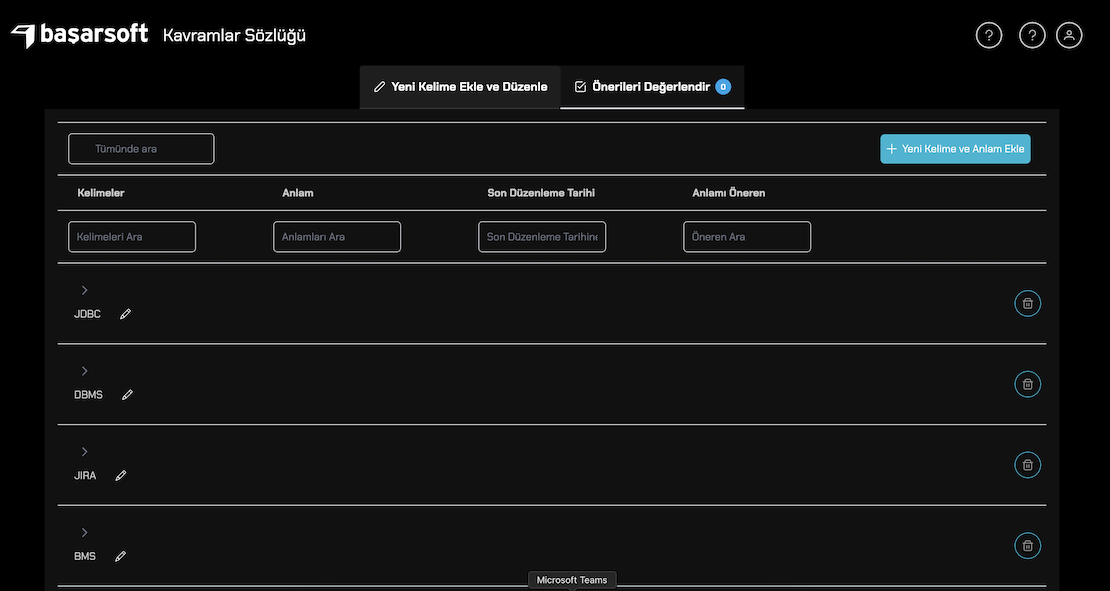 başarsoft Kavramlar Sözlüğü
? ?
Yeni Kelime Ekle ve Düzenle Önerileri Değerlendir 0
Tümünde ara + Yeni Kelime ve Anlam Ekle
Kelimeler Anlam Son Düzenleme Tarihi Anlamı Öneren
Kelimeleri Ara Anlamları Ara Son Düzenleme Tarihine Öneren Ara
JDBC
DBMS
JIRA
BMS
Microsoft Teams